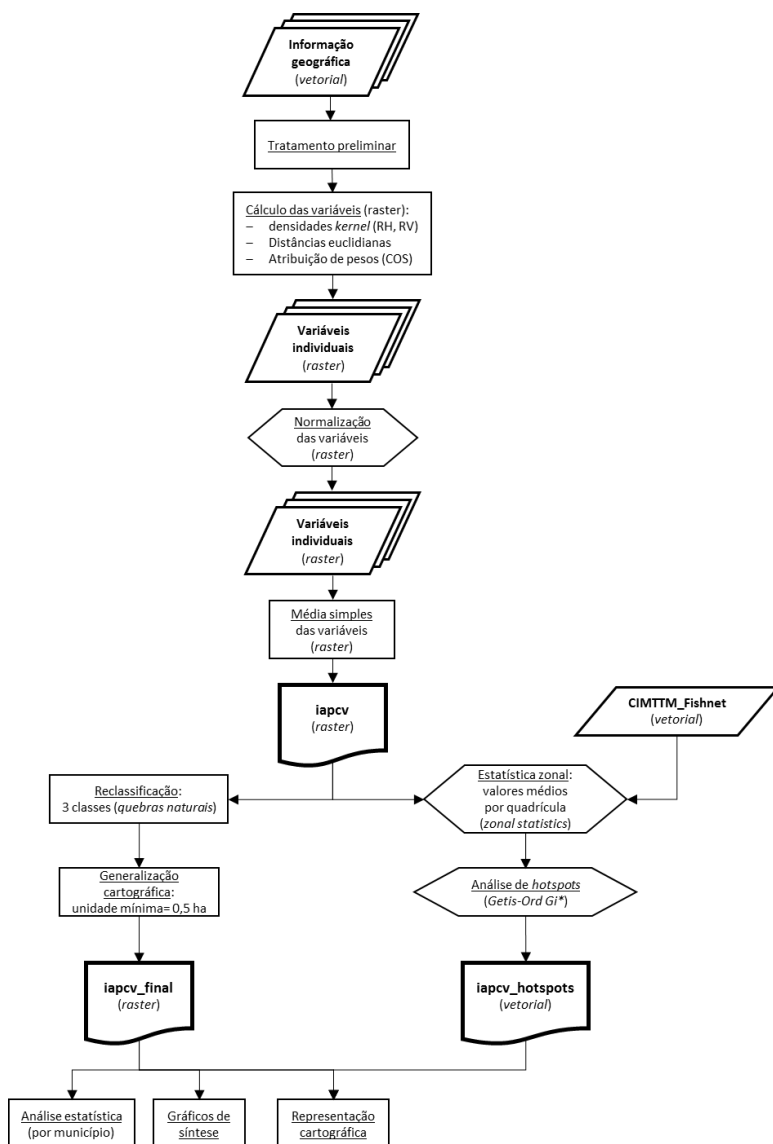 Informação
geográfica
(vetorial)
Tratamento preliminar
Cálculo das variáveis (raster):
– densidades kernel (RH, RV)
– Distâncias euclidianas
– Atribuição de pesos (COS)
Variáveis
individuais
(raster)
Normalização
das variáveis
(raster)
Variáveis
individuais
(raster)
Média simples
das variáveis
(raster)
iapcv
(raster)
CIMTTM_Fishnet
(vetorial)
Reclassificação:
3 classes (quebras naturais)
Estatística zonal:
valores médios
por quadrícula
(zonal statistics)
Generalização
cartográfica:
unidade mínima= 0,5 ha
Análise de hotspots
(Getis-Ord Gi*)
iapcv_final
(raster)
iapcv_hotspots
(vetorial)
Análise estatística
(por município)
Gráficos de
síntese
Representação
cartográfica